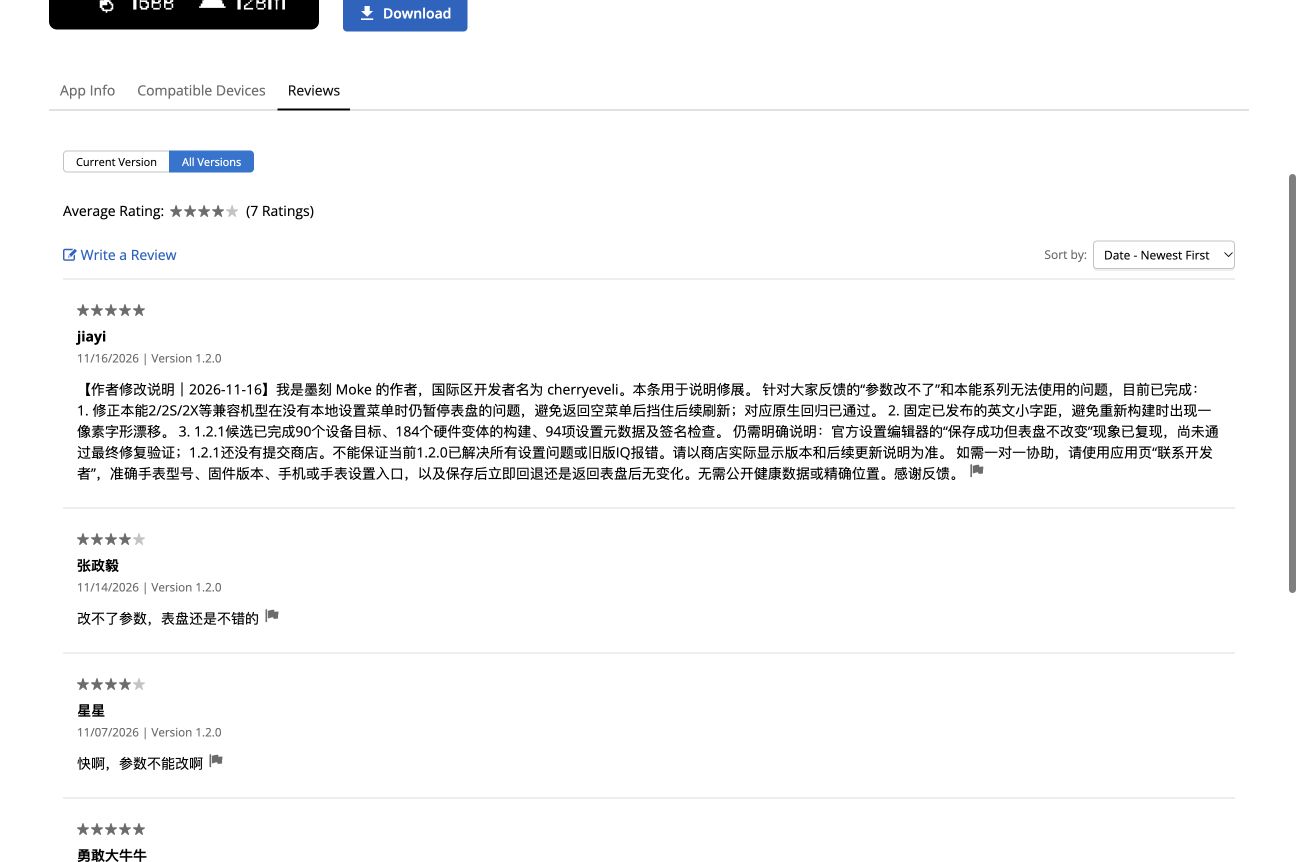 1688 128m
Download
App Info Compatible Devices Reviews
Current Version All Versions
Average Rating: ★★★★★ (7 Ratings)
Write a Review Sort by: Date - Newest First
★★★★★
jiayi
11/16/2026 | Version 1.2.0
【作者修改说明｜2026-11-16】我是墨刻 Moke 的作者，国际区开发者名为 cherryeveli。本条用于说明修展。 针对大家反馈的“参数改不了”和本能系列无法使用的问题，目前已完成：
1. 修正本能2/2S/2X等兼容机型在没有本地设置菜单时仍暂停表盘的问题，避免返回空菜单后挡住后续刷新；对应原生回归已通过。 2. 固定已发布的英文小字距，避免重新构建时出现一
像素字形漂移。 3. 1.2.1候选已完成90个设备目标、184个硬件变体的构建、94项设置元数据及签名检查。 仍需明确说明：官方设置编辑器的“保存成功但表盘不改变”现象已复现，尚未通
过最终修复验证；1.2.1还没有提交商店。不能保证当前1.2.0已解决所有设置问题或旧版IQ报错。请以商店实际显示版本和后续更新说明为准。 如需一对一协助，请使用应用页“联系开发
者”，准确手表型号、固件版本、手机或手表设置入口，以及保存后立即回退还是返回表盘后无变化。无需公开健康数据或精确位置。感谢反馈。
★★★★★
张政毅
11/14/2026 | Version 1.2.0
改不了参数，表盘还是不错的
★★★★★
星星
11/07/2026 | Version 1.2.0
快啊，参数不能改啊
★★★★★
勇敢大牛牛